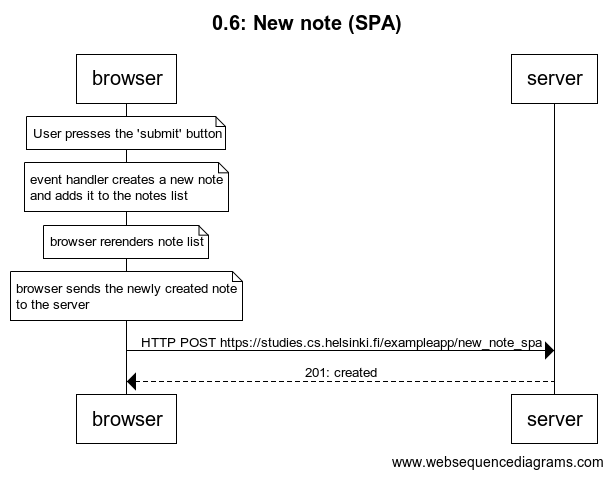 0.6: New note (SPA)
browser
server
User presses the 'submit' button
event handler creates a new note
and adds it to the notes list
browser rerenders note list
browser sends the newly created note
to the server
HTTP POST https://studies.cs.helsinki.fi/exampleapp/new_note_spa
201: created
browser
server
www.websequencediagrams.com